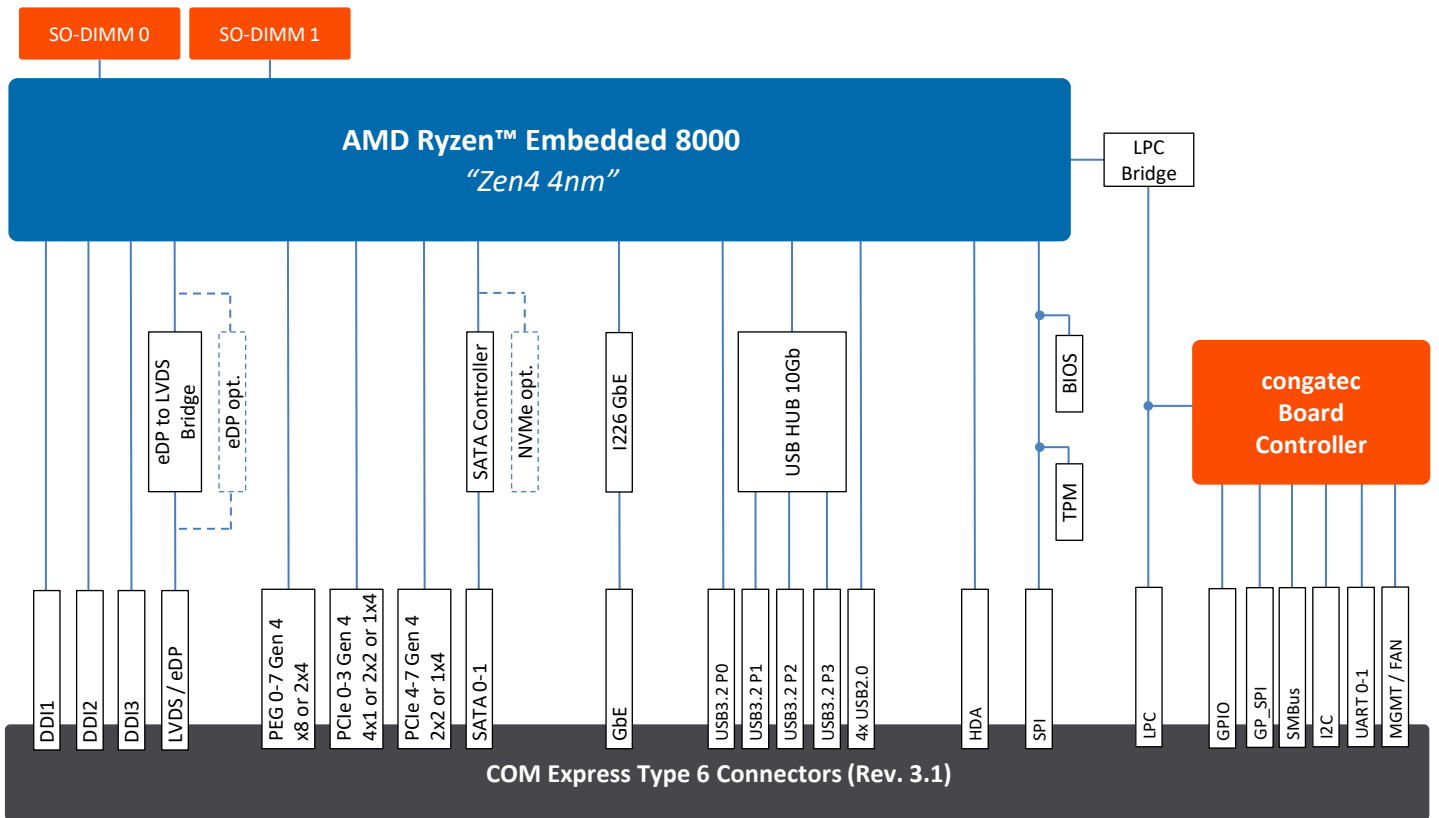 SO-DIMM 0
SO-DIMM 1
AMD Ryzen™ Embedded 8000
“Zen4 4nm”
LPC
Bridge
eDP to LVDS
Bridge
eDP opt.
SATA Controller
NVMe opt.
I226 GbE
USB HUB 10Gb
BIOS
TPM
congatec
Board
Controller
DDI1
DDI2
DDI3
LVDS / eDP
PEG 0-7 Gen 4
x8 or 2x4
PCIe 0-3 Gen 4
4x1 or 2x2 or 1x4
PCIe 4-7 Gen 4
2x2 or 1x4
SATA 0-1
GbE
USB3.2 P0
USB3.2 P1
USB3.2 P2
USB3.2 P3
4x USB2.0
HDA
SPI
LPC
GPIO
GP_SPI
SMBus
I2C
UART 0-1
MGMT / FAN
COM Express Type 6 Connectors (Rev. 3.1)